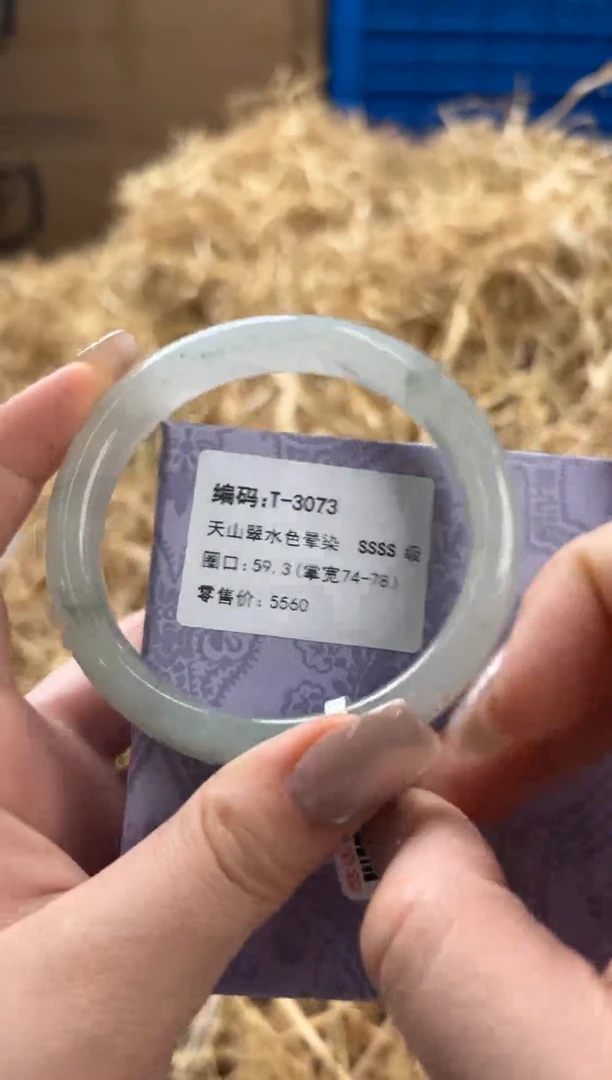 编码:T-3073
天山翠水色晕染 SSSS 级
圈口:59.3(掌宽74-78)
零售价:5560